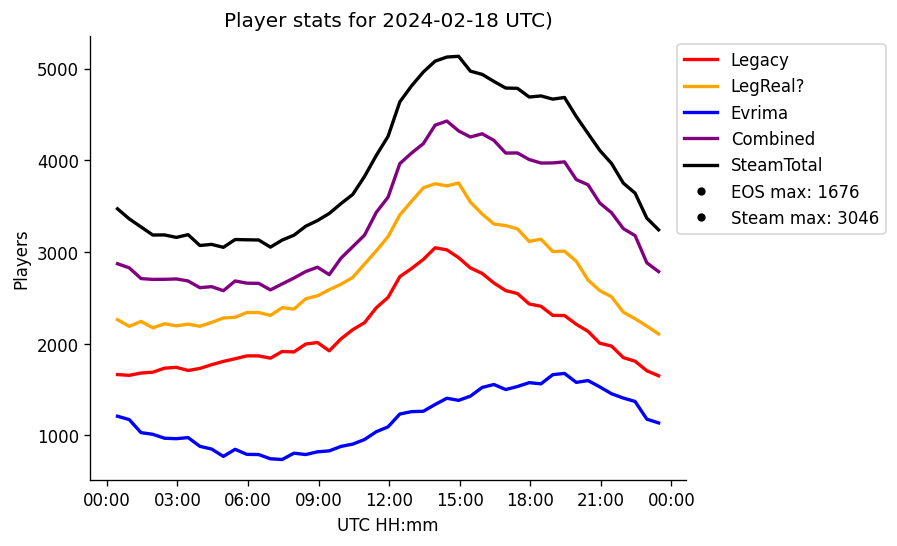 Player stats for 2024-02-18 UTC)
Players
5000
4000
3000
2000
1000
00:00 03:00 06:00 09:00 12:00 15:00 18:00 21:00 00:00
UTC HH:mm
Legacy
LegReal?
Evrima
Combined
SteamTotal
EOS max: 1676
Steam max: 3046